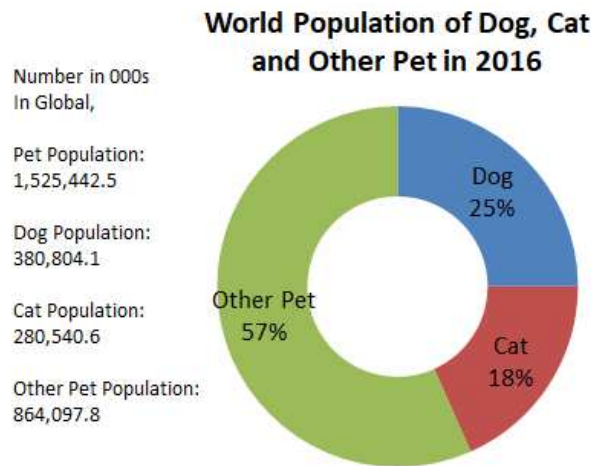 World Population of Dog, Cat
and Other Pet in 2016
Number in 000s
In Global,
Pet Population:
1,525,442.5
Dog Population:
380,804.1
Cat Population:
280,540.6
Other Pet Population:
864,097.8
Dog
25%
Other Pet
57%
Cat
18%